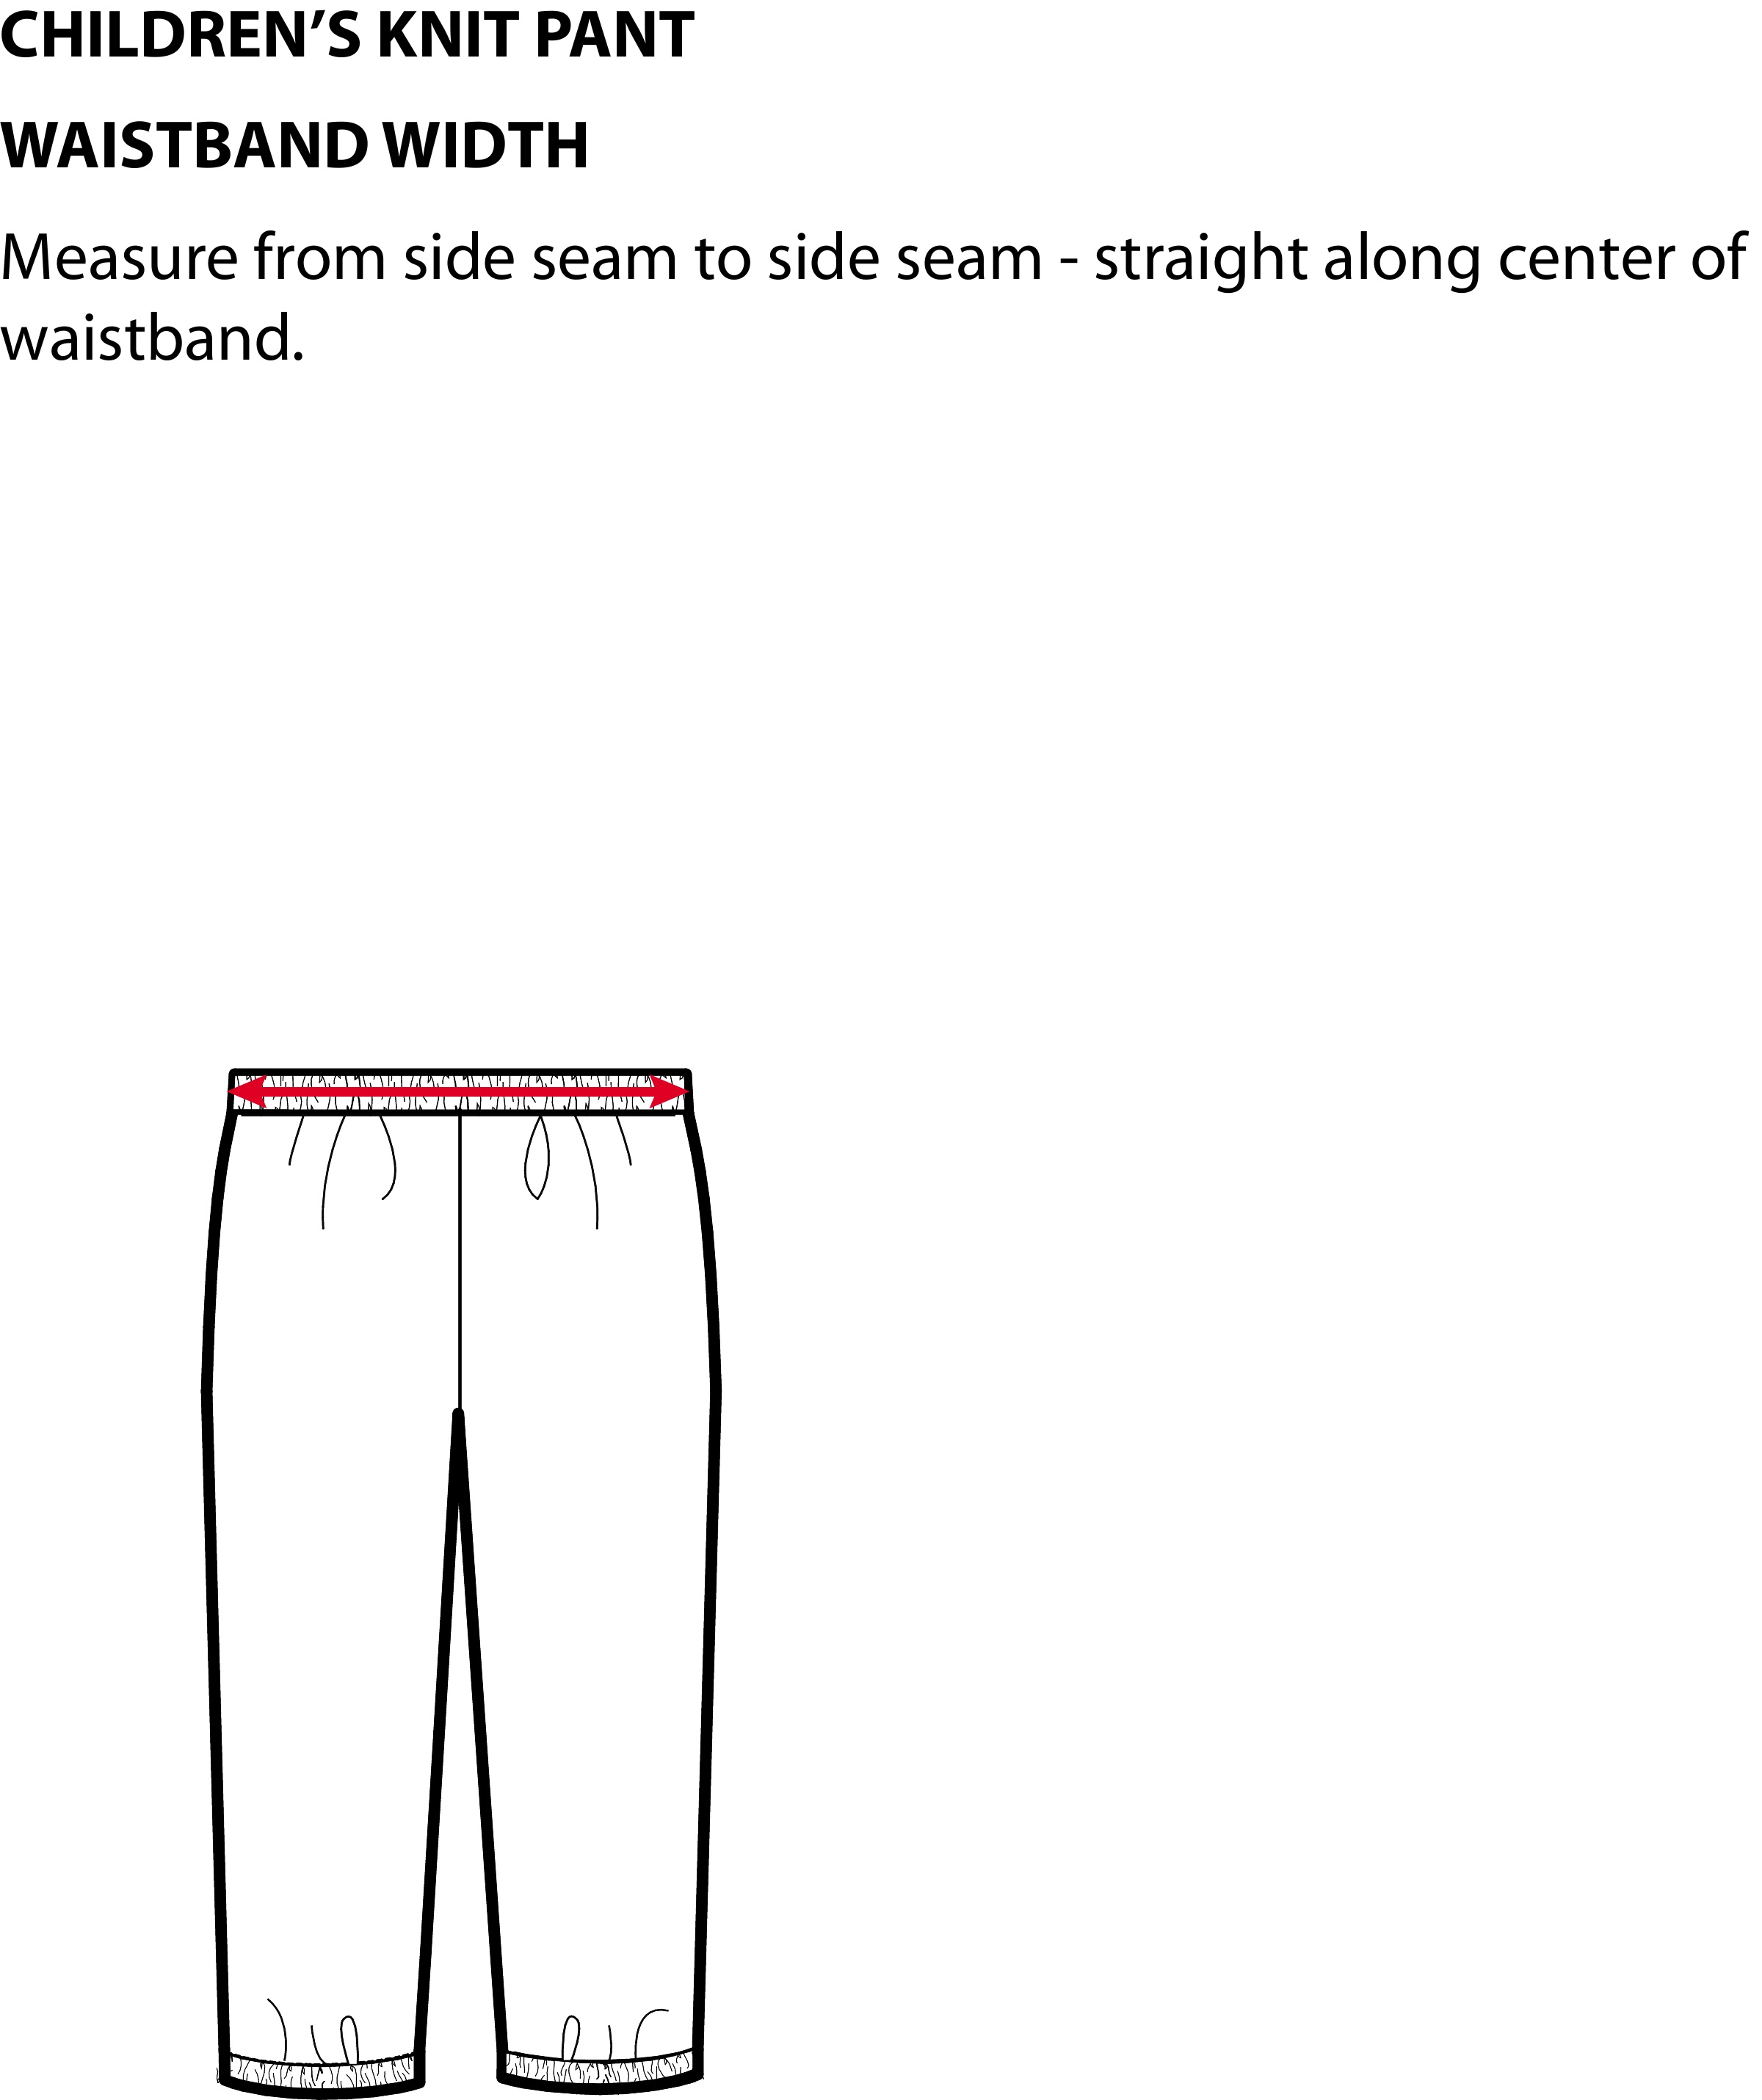 CHILDREN’S KNIT PANT
WAISTBAND WIDTH
Measure from side seam to side seam - straight along center of
waistband.